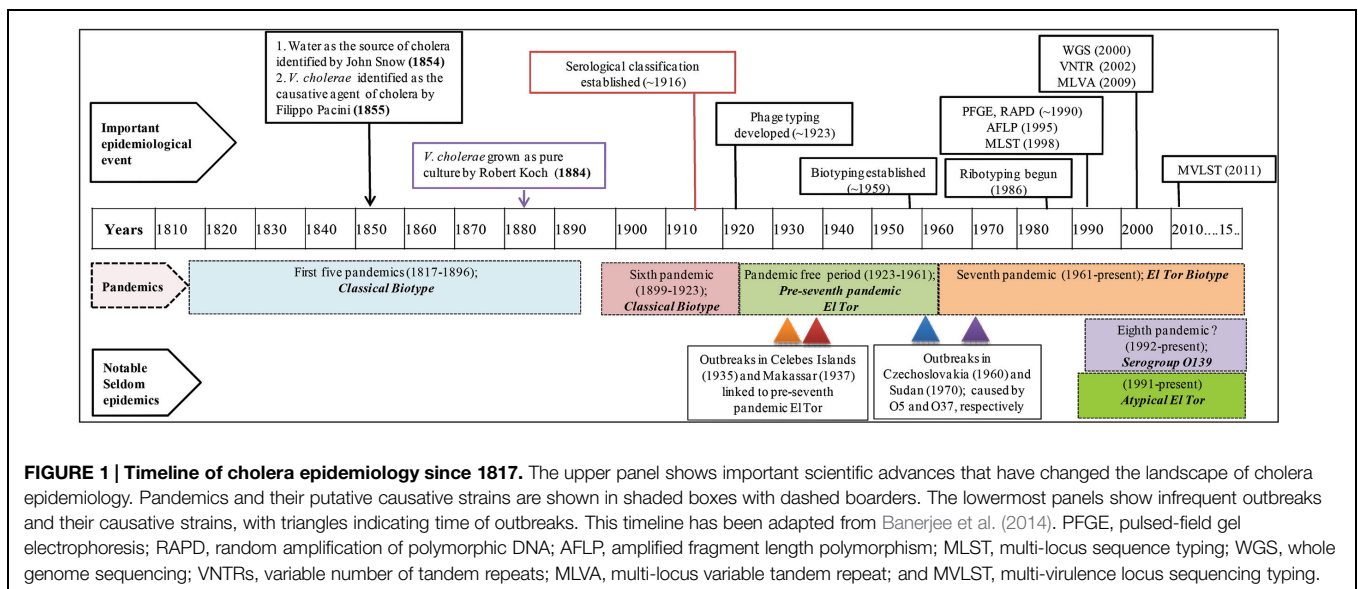 1. Water as the source of cholera
identified by John Snow (1854)
2. V. cholerae identified as the
causative agent of cholera by
Filippo Pacini (1855)
Important
epidemiological
event
V. cholerae grown as pure
culture by Robert Koch (1884)
Serological classification
established (~1916)
Phage typing
developed (~1923)
Biotyping established
(~1959)
PFGE, RAPD (~1990)
AFLP (1995)
MLST (1998)
Ribotyping begun
(1986)
WGS (2000)
VNTR (2002)
MLVA (2009)
MVLST (2011)
Years 1810 1820 1830 1840 1850 1860 1870 1880 1890 1900 1910 1920 1930 1940 1950 1960 1970 1980 1990 2000 2010....15..
Pandemics
First five pandemics (1817-1896);
Classical Biotype
Sixth pandemic
(1899-1923);
Classical Biotype
Pandemic free period (1923-1961);
Pre-seventh pandemic
El Tor
Seventh pandemic (1961-present); El Tor Biotype
Notable
Seldom
epidemics
Outbreaks in Celebes Islands
(1935) and Makassar (1937)
linked to pre-seventh
pandemic El Tor
Outbreaks in
Czechoslovakia (1960) and
Sudan (1970); caused by
O5 and O37, respectively
Eighth pandemic ?
(1992-present);
Serogroup O139
(1991-present)
Atypical El Tor
FIGURE 1 | Timeline of cholera epidemiology since 1817. The upper panel shows important scientific advances that have changed the landscape of cholera
epidemiology. Pandemics and their putative causative strains are shown in shaded boxes with dashed boarders. The lowermost panels show infrequent outbreaks
and their causative strains, with triangles indicating time of outbreaks. This timeline has been adapted from Banerjee et al. (2014). PFGE, pulsed-field gel
electrophoresis; RAPD, random amplification of polymorphic DNA; AFLP, amplified fragment length polymorphism; MLST, multi-locus sequence typing; WGS, whole
genome sequencing; VNTRs, variable number of tandem repeats; MLVA, multi-locus variable tandem repeat; and MVLST, multi-virulence locus sequencing typing.